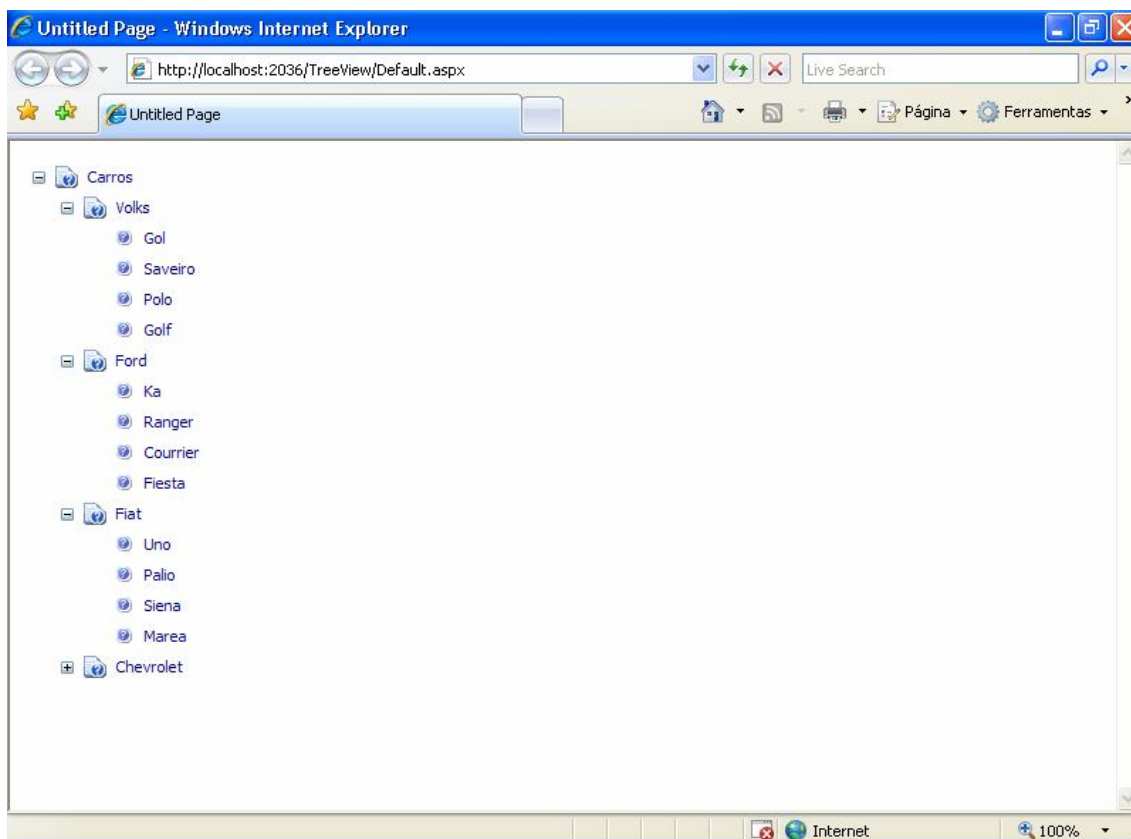 Untitled Page - Windows Internet Explorer
http://localhost:2036/TreeView/Default.aspx
Live Search
Untitled Page
Página
Ferramentas
Carros
Volks
Gol
Saveiro
Polo
Golf
Ford
Ka
Ranger
Courrier
Fiesta
Fiat
Uno
Palio
Siena
Marea
Chevrolet
Internet
100%